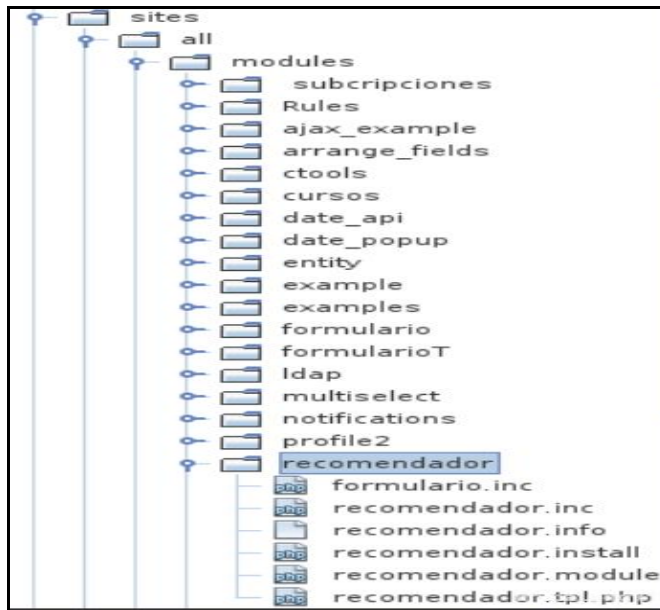 sites
all
modules
subcripciones
Rules
ajax_example
arrange_fields
ctools
cursos
date_api
date_popup
entity
example
examples
formulario
formularioT
ldap
multiselect
notifications
profile2
recomendador
formulario.inc
recomendador.inc
recomendador.info
recomendador.install
recomendador.module
recomendador.tpl.php